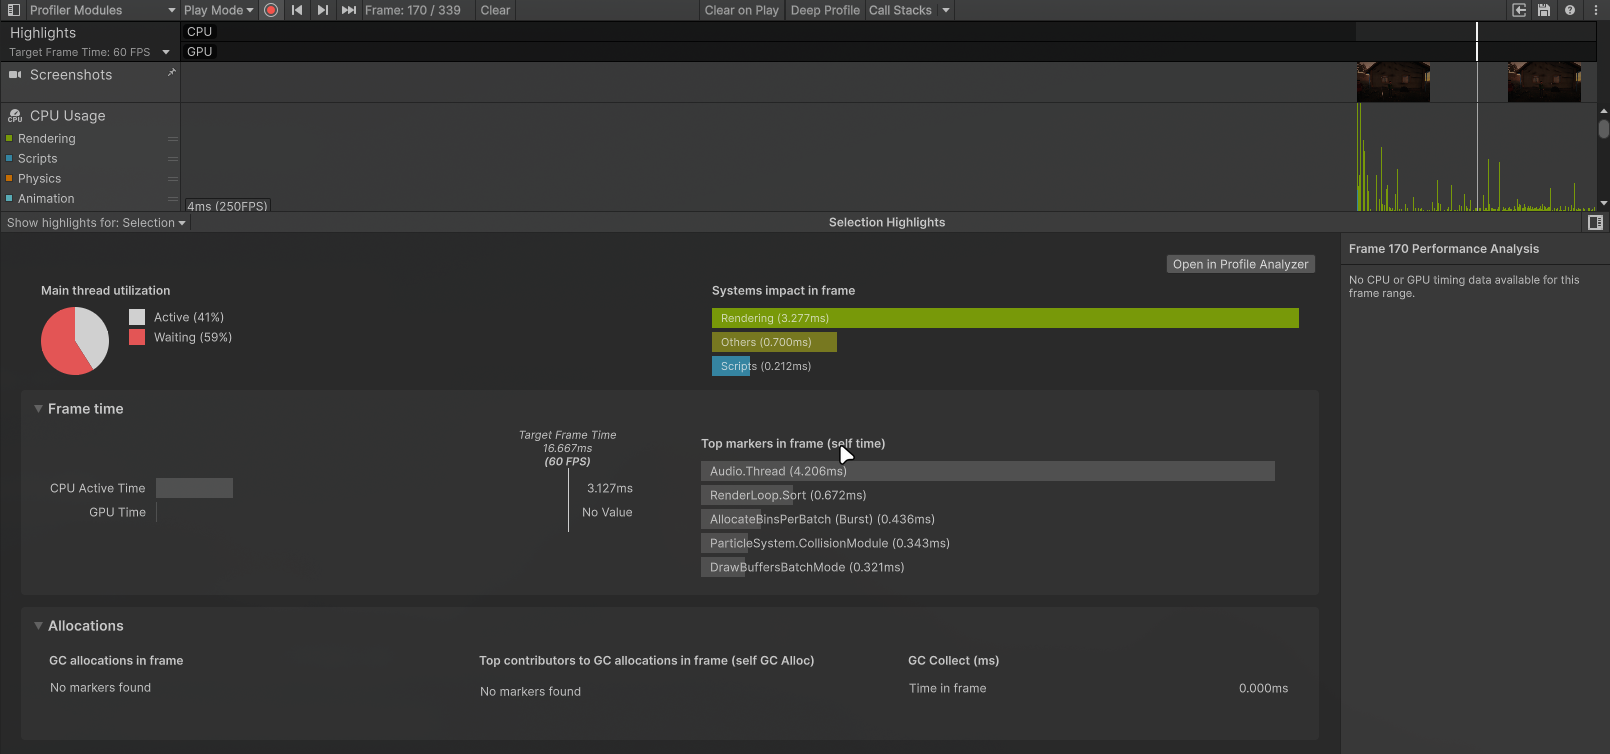 Profiler Modules
Play Mode
Frame: 170 / 339
Clear
Clear on Play
Deep Profile
Call Stacks
Highlights
Target Frame Time: 60 FPS
CPU
GPU
Screenshots
CPU
CPU Usage
Rendering
Scripts
Physics
Animation
4ms (250FPS)
Show highlights for: Selection
Selection Highlights
Open in Profile Analyzer
Main thread utilization
Active (41%)
Waiting (59%)
Systems impact in frame
Rendering (3.277ms)
Others (0.700ms)
Scripts (0.212ms)
Frame time
Target Frame Time
16.667ms
(60 FPS)
CPU Active Time
3.127ms
GPU Time
No Value
Top markers in frame (self time)
Audio.Thread (4.206ms)
RenderLoop.Sort (0.672ms)
AllocateBinsPerBatch (Burst) (0.436ms)
ParticleSystem.CollisionModule (0.343ms)
DrawBuffersBatchMode (0.321ms)
Allocations
GC allocations in frame
No markers found
Top contributors to GC allocations in frame (self GC Alloc)
No markers found
GC Collect (ms)
Time in frame
0.000ms
Frame 170 Performance Analysis
No CPU or GPU timing data available for this
frame range.